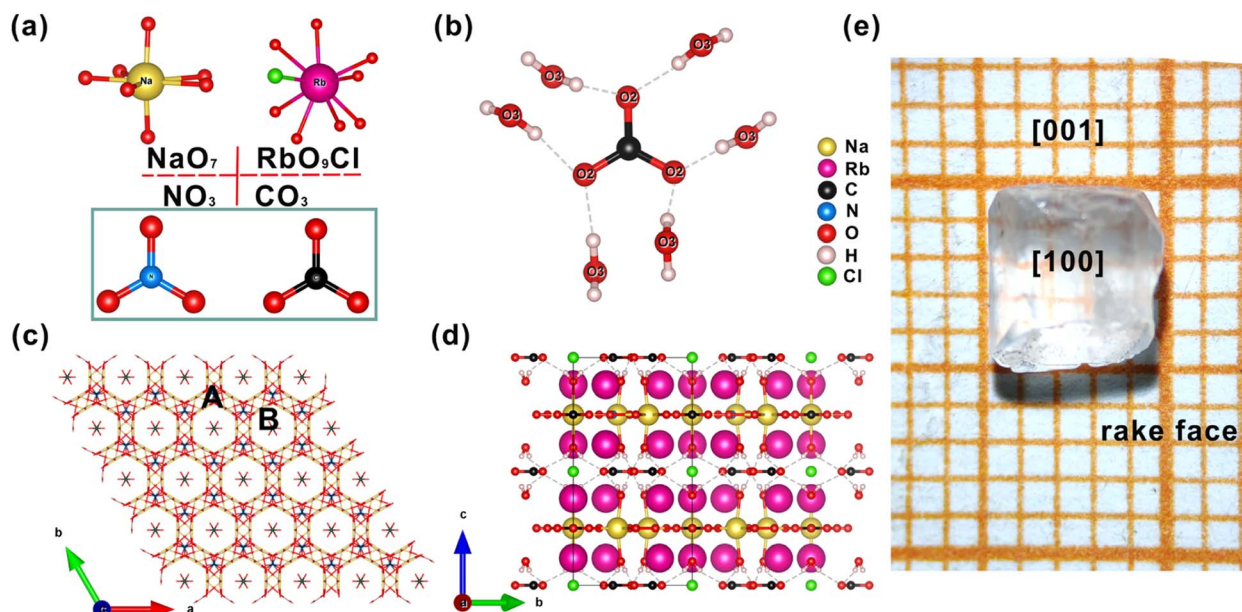 (a)
Na
Rb
NaO₇
RbO₉Cl
NO₃
CO₃
N
C
(b)
O3
O3
O3
O3
O3
O3
O2
O2
O2
Na
Rb
C
N
O
H
Cl
(c)
A
B
b
c
a
(d)
c
a
b
(e)
[001]
[100]
rake face